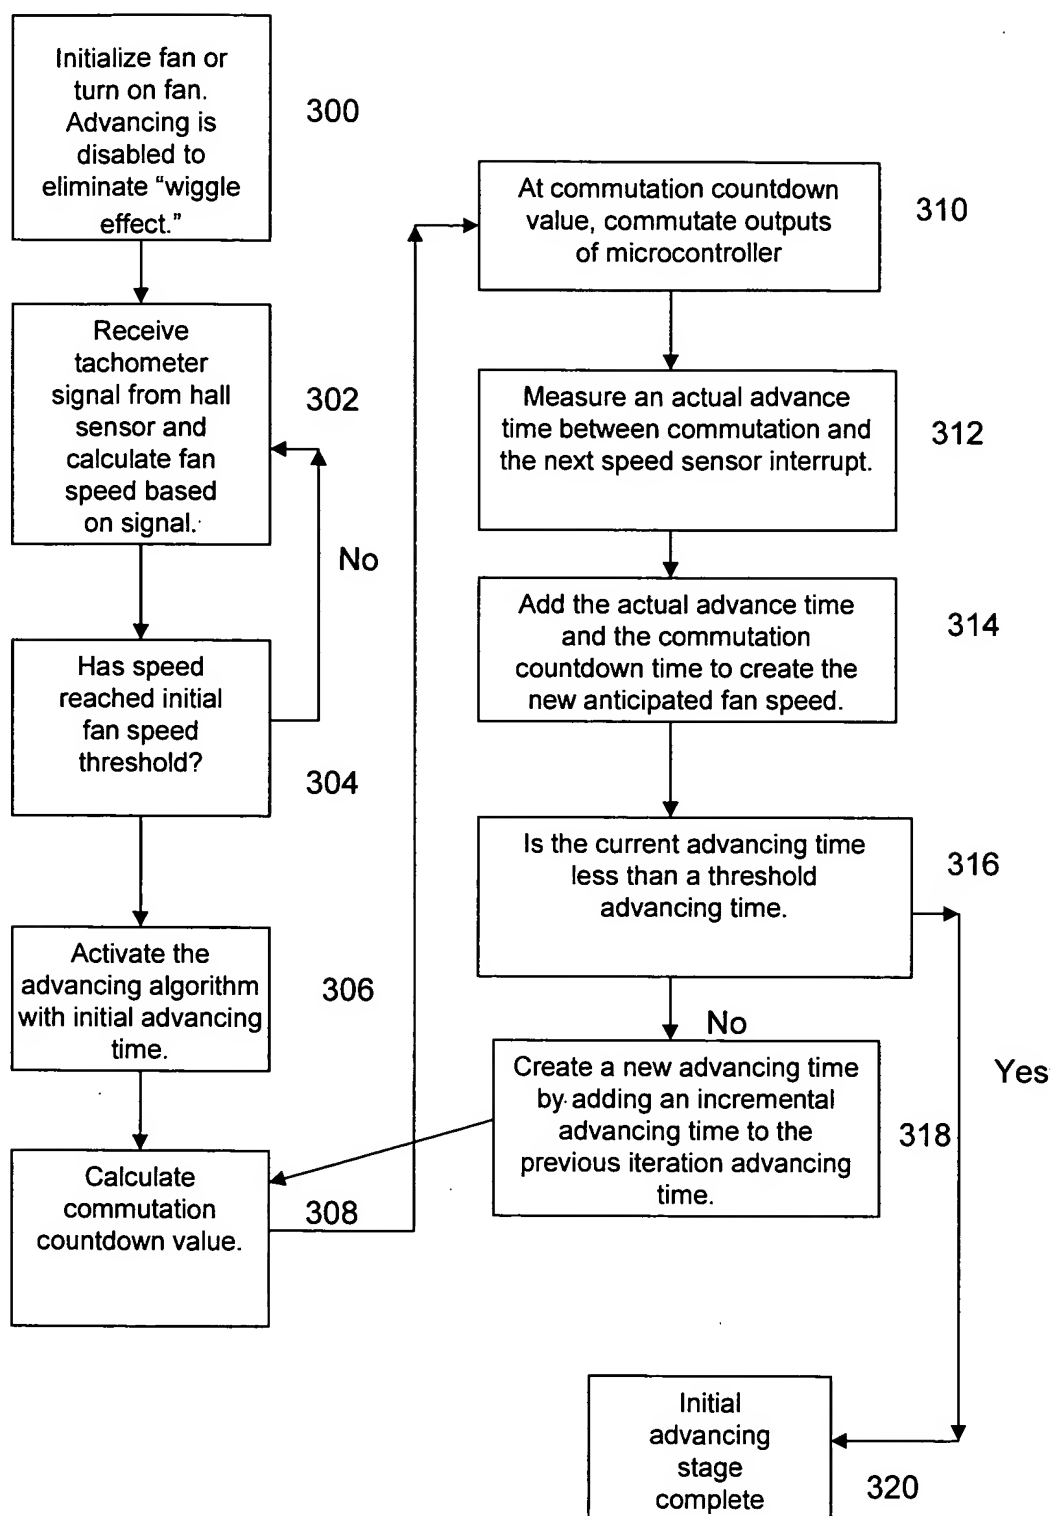 Initialize fan or
turn on fan.
Advancing is
disabled to
eliminate “wiggle
effect.”
300
Receive
tachometer
signal from hall
sensor and
calculate fan
speed based
on signal.
302
No
Has speed
reached initial
fan speed
threshold?
304
Activate the
advancing algorithm
with initial advancing
time.
306
Calculate
commutation
countdown value.
308
At commutation countdown
value, commutate outputs
of microcontroller
310
Measure an actual advance
time between commutation and
the next speed sensor interrupt.
312
Add the actual advance time
and the commutation
countdown time to create the
new anticipated fan speed.
314
Is the current advancing time
less than a threshold
advancing time.
316
No
Yes
Create a new advancing time
by adding an incremental
advancing time to the
previous iteration advancing
time.
318
Initial
advancing
stage
complete
320